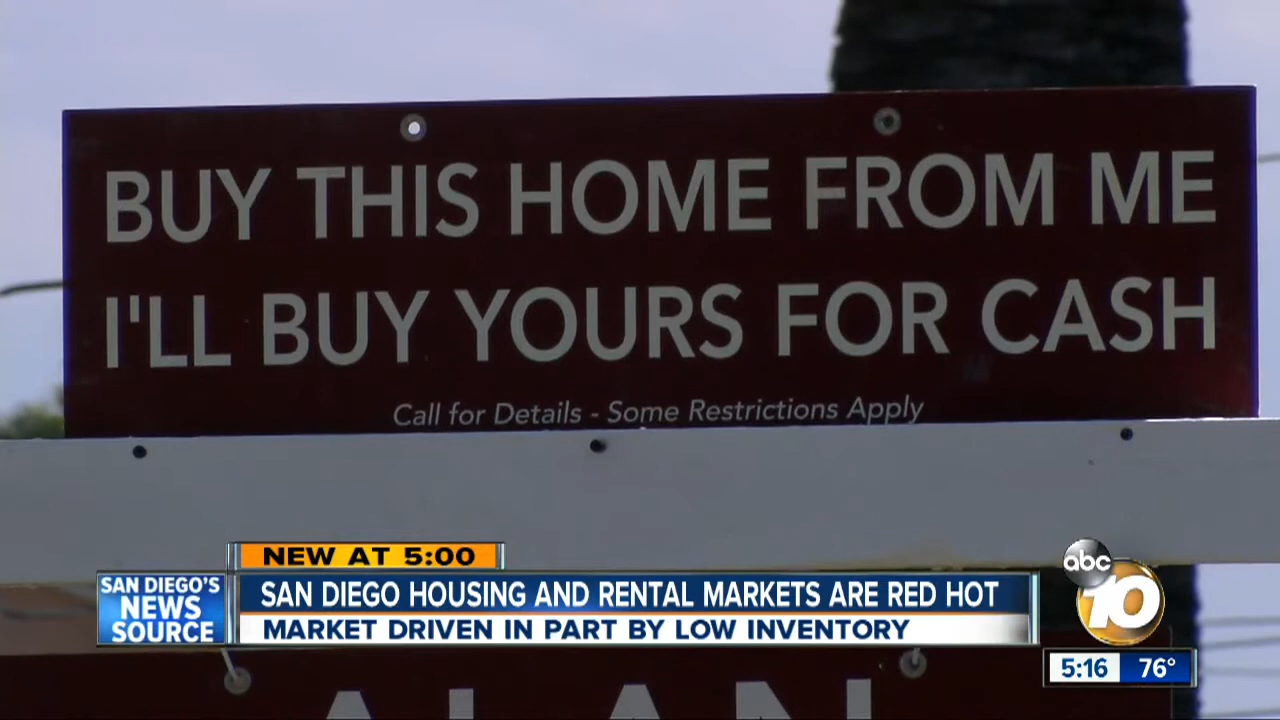 BUY THIS HOME FROM ME
I'LL BUY YOURS FOR CASH
Call for Details - Some Restrictions Apply
NEW AT 5:00
SAN DIEGO'S
NEWS
SOURCE
SAN DIEGO HOUSING AND RENTAL MARKETS ARE RED HOT
MARKET DRIVEN IN PART BY LOW INVENTORY
abc
10
5:16 76°